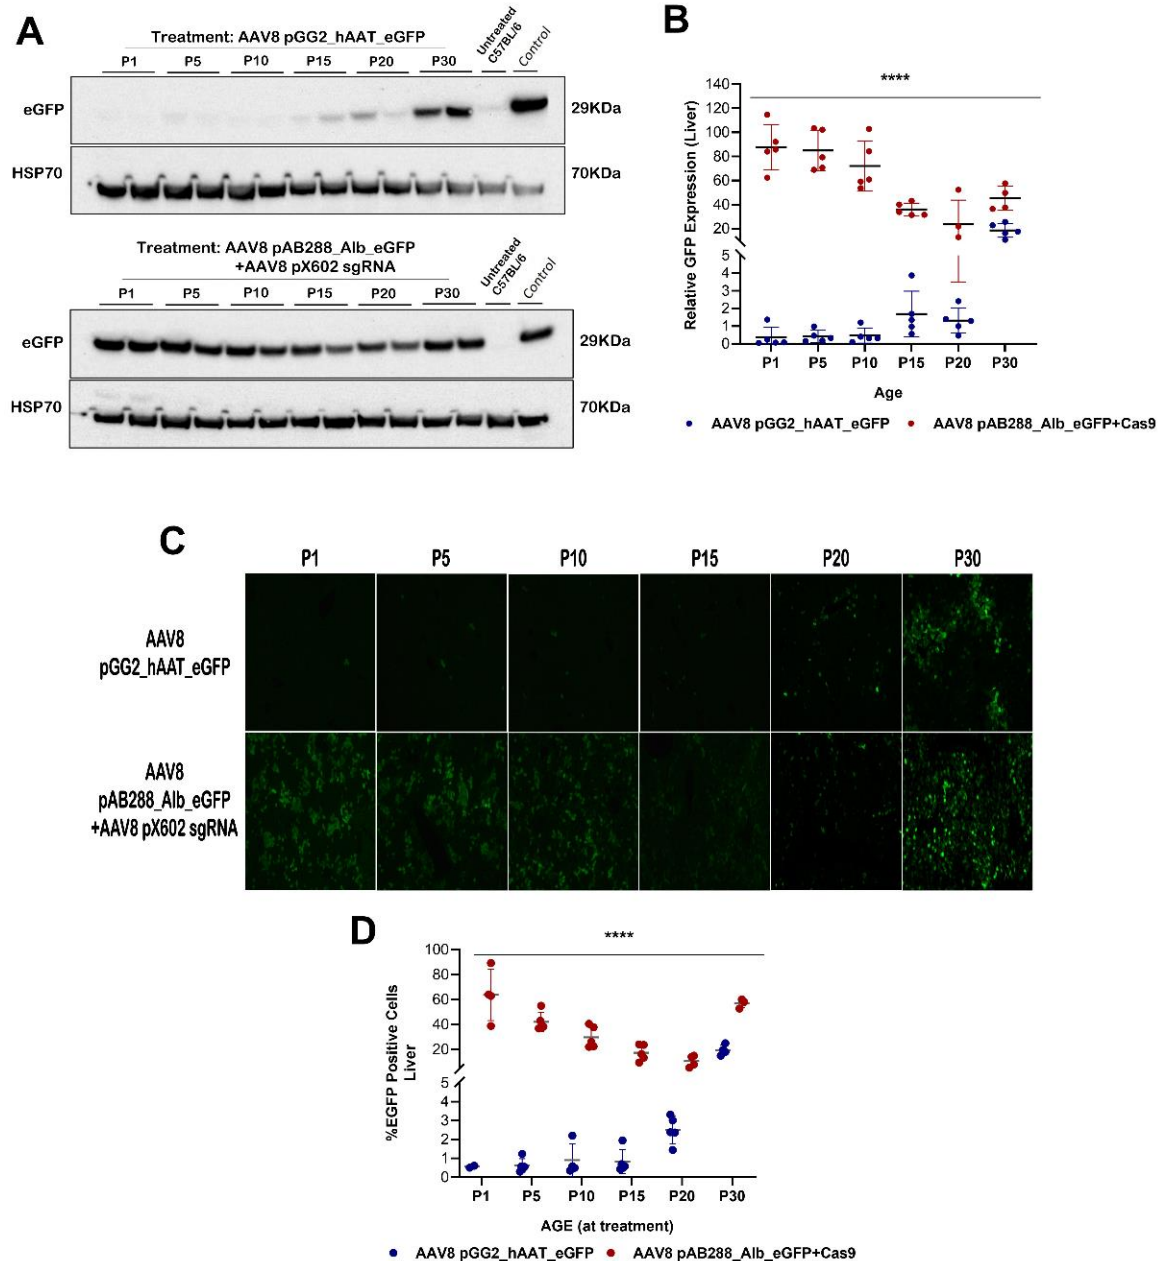 A
Treatment: AAV8 pGG2_hAAT_eGFP
Untreated
C57BL/6
Control
P1 P5 P10 P15 P20 P30
eGFP
29KDa
HSP70
70KDa
Treatment: AAV8 pAB288_Alb_eGFP
+AAV8 pX602 sgRNA
Untreated
C57BL/6
Control
P1 P5 P10 P15 P20 P30
eGFP
29KDa
HSP70
70KDa
B
****
Relative GFP Expression (Liver)
140
120
100
80
60
40
20
5
4
3
2
1
0
P1 P5 P10 P15 P20 P30
Age
AAV8 pGG2_hAAT_eGFP AAV8 pAB288_Alb_eGFP+Cas9
C
P1 P5 P10 P15 P20 P30
AAV8
pGG2_hAAT_eGFP
AAV8
pAB288_Alb_eGFP
+AAV8 pX602 sgRNA
D
****
%EGFP Positive Cells
Liver
100
80
60
40
20
5
4
3
2
1
0
P1 P5 P10 P15 P20 P30
AGE (at treatment)
AAV8 pGG2_hAAT_eGFP AAV8 pAB288_Alb_eGFP+Cas9